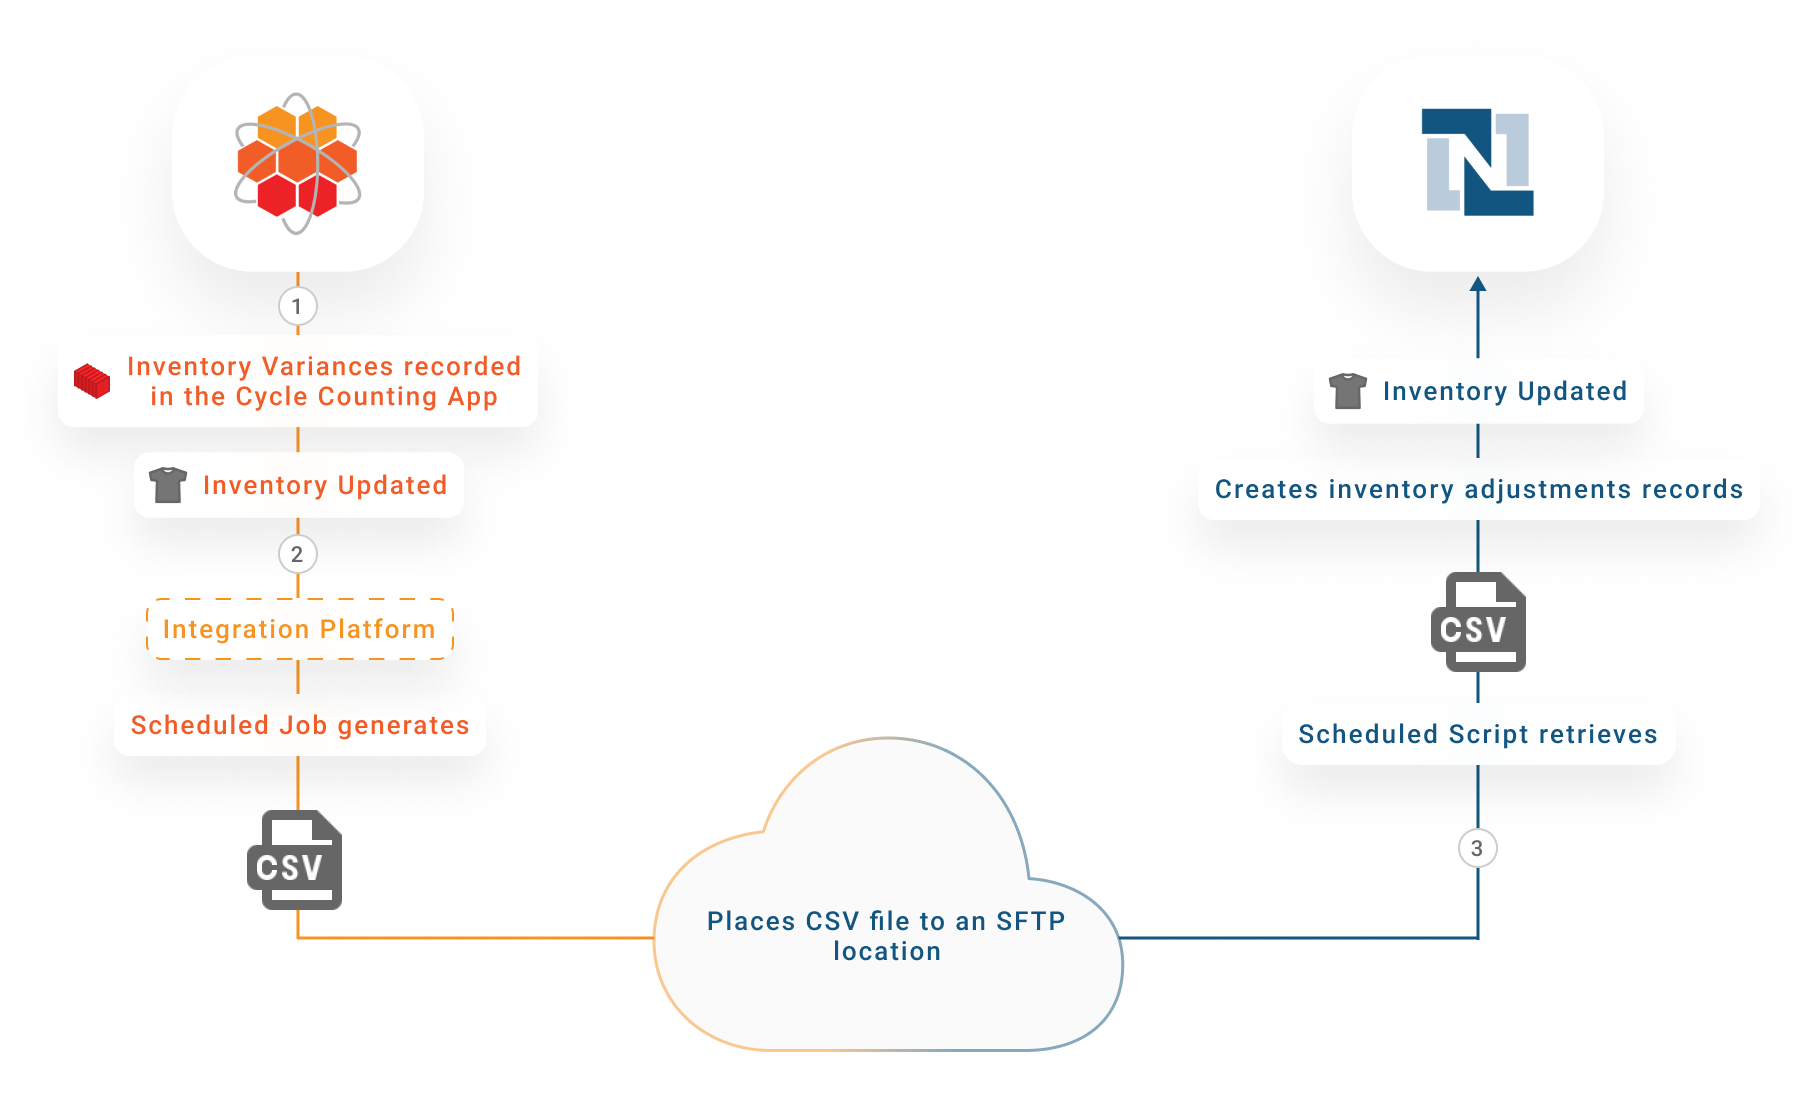 1
Inventory Variances recorded
in the Cycle Counting App
Inventory Updated
2
Integration Platform
Scheduled Job generates
CSV
Places CSV file to an SFTP
location
3
Scheduled Script retrieves
CSV
Creates inventory adjustments records
Inventory Updated
N